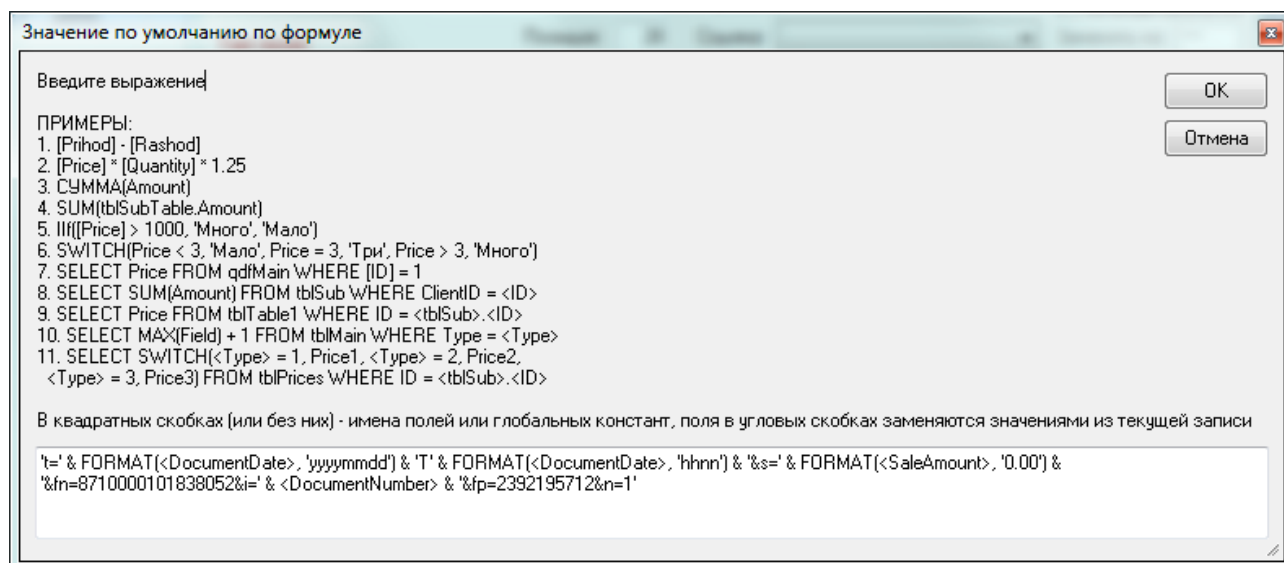 Значение по умолчанию по формуле
Введите выражение
OK
Отмена
ПРИМЕРЫ:
1. [Prihod] - [Rashod]
2. [Price] * [Quantity] * 1.25
3. СУММА(Amount)
4. SUM(tblSubTable.Amount)
5. IIf([Price] > 1000, 'Много', 'Мало')
6. SWITCH(Price < 3, 'Мало', Price = 3, 'Три', Price > 3, 'Много')
7. SELECT Price FROM qdfMain WHERE [ID] = 1
8. SELECT SUM(Amount) FROM tblSub WHERE ClientID = <ID>
9. SELECT Price FROM tblTable1 WHERE ID = <tblSub>.<ID>
10. SELECT MAX(Field) + 1 FROM tblMain WHERE Type = <Type>
11. SELECT SWITCH(<Type> = 1, Price1, <Type> = 2, Price2,
<Type> = 3, Price3) FROM tblPrices WHERE ID = <tblSub>.<ID>
В квадратных скобках (или без них) - имена полей или глобальных констант, поля в угловых скобках заменяются значениями из текущей записи
't=' & FORMAT(<DocumentDate>, 'yyyymmdd') & 'T' & FORMAT(<DocumentDate>, 'hhnn') & '&s=' & FORMAT(<SaleAmount>, '0.00') &
'&fn=8710000101838052&i=' & <DocumentNumber> & '&fp=2392195712&n=1'